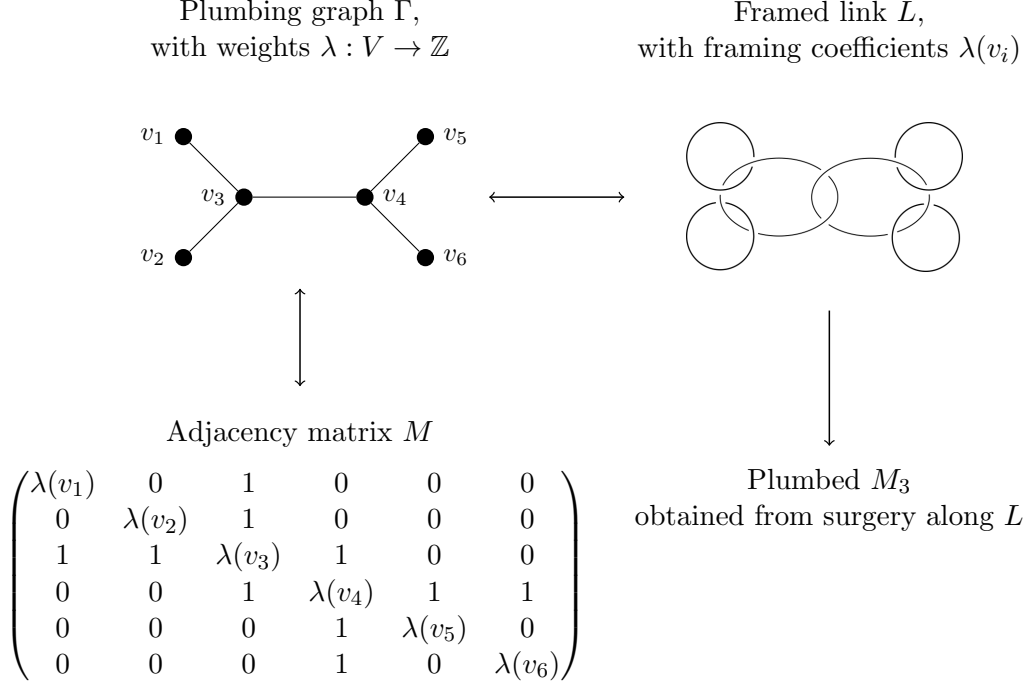 Plumbing graph Γ,
with weights λ : V → ℤ
Framed link L,
with framing coefficients λ(v_i)
v_1
v_5
v_3
v_4
v_2
v_6
Adjacency matrix M
λ(v_1) 0 1 0 0 0
0 λ(v_2) 1 0 0 0
1 1 λ(v_3) 1 0 0
0 0 1 λ(v_4) 1 1
0 0 0 1 λ(v_5) 0
0 0 0 1 0 λ(v_6)
Plumbed M_3
obtained from surgery along L